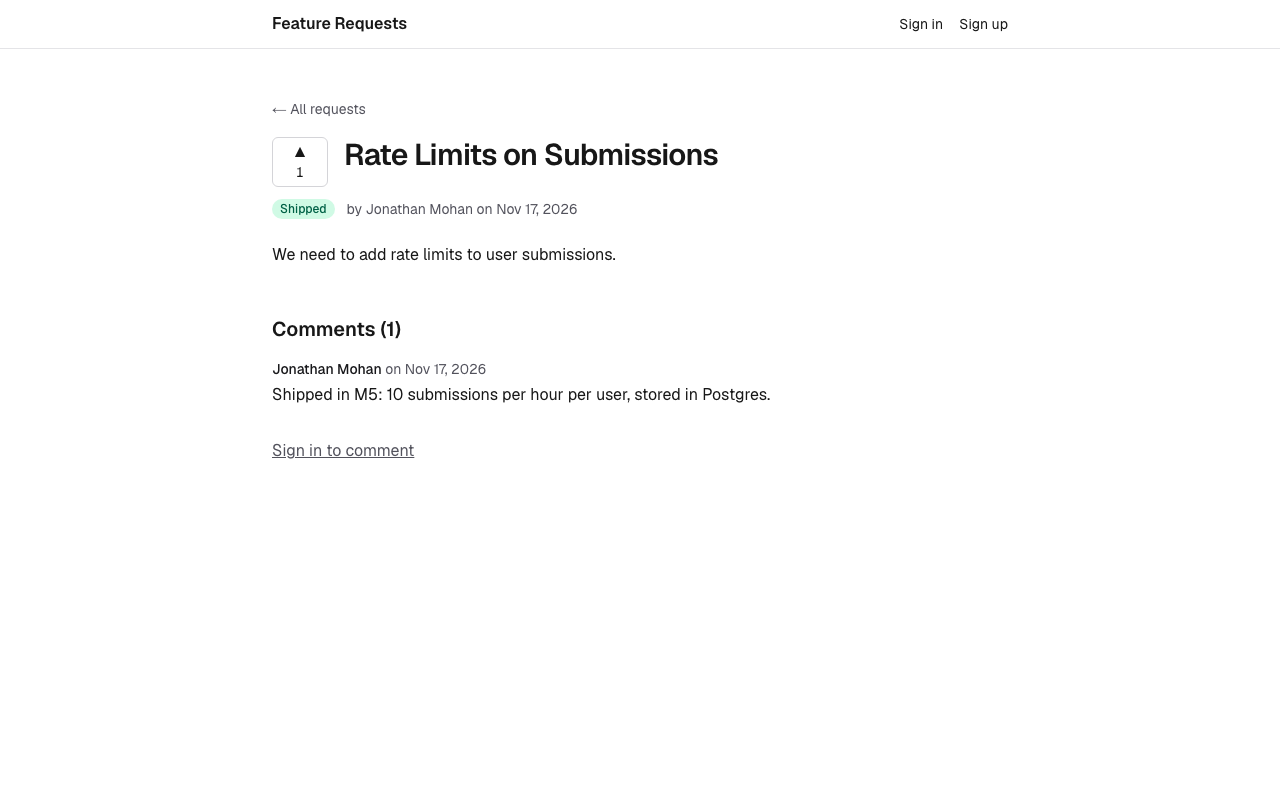 Feature Requests
Sign in
Sign up
← All requests
▲
1
Rate Limits on Submissions
Shipped
by Jonathan Mohan on Nov 17, 2026
We need to add rate limits to user submissions.
Comments (1)
Jonathan Mohan on Nov 17, 2026
Shipped in M5: 10 submissions per hour per user, stored in Postgres.
Sign in to comment